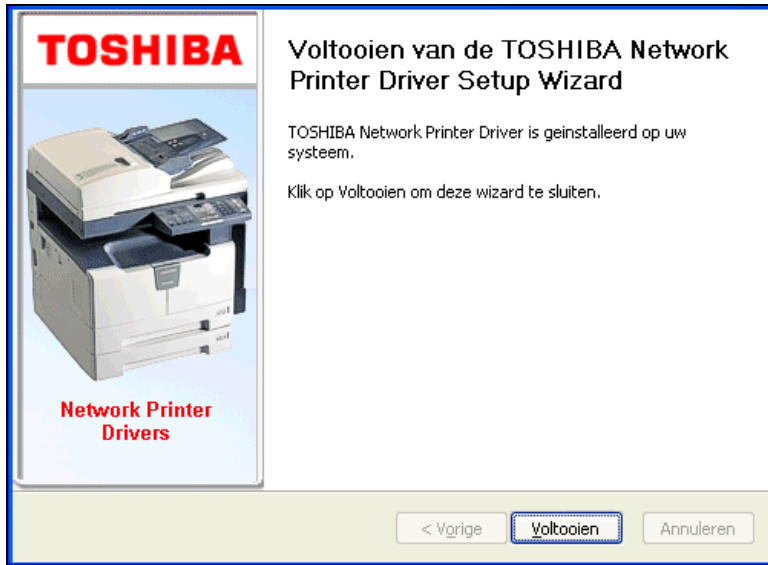 TOSHIBA
Network Printer
Drivers
Voltooien van de TOSHIBA Network
Printer Driver Setup Wizard
TOSHIBA Network Printer Driver is geinstalleerd op uw
systeem.
Klik op Voltooien om deze wizard te sluiten.
< Vorige
Voltooien
Annuleren